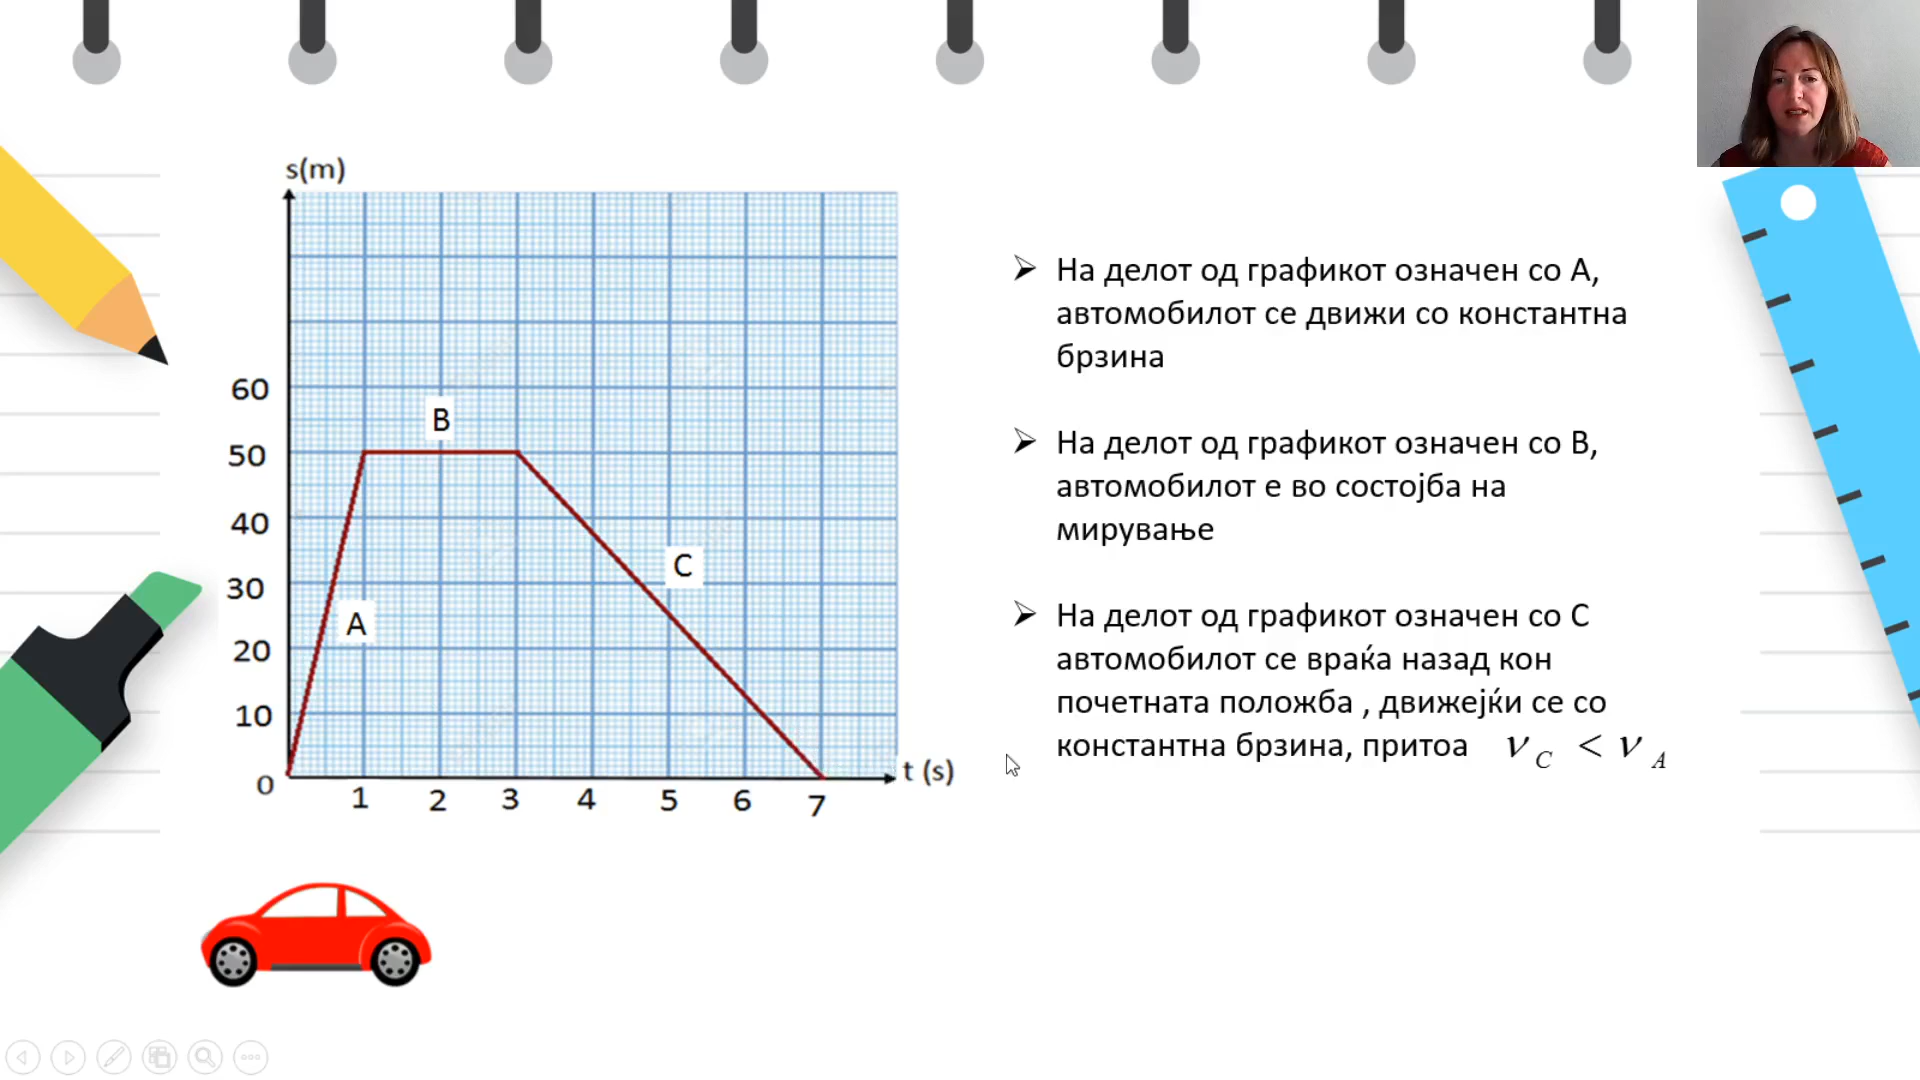 s(m)
60
50
40
30
20
10
0
1 2 3 4 5 6 7
t (s)
A
B
C
На делот од графикот означен со А,
автомобилот се движи со константна
брзина
На делот од графикот означен со В,
автомобилот е во состојба на
мирување
На делот од графикот означен со С
автомобилот се враќа назад кон
почетната положба , движејќи се со
константна брзина, притоа v C < v A